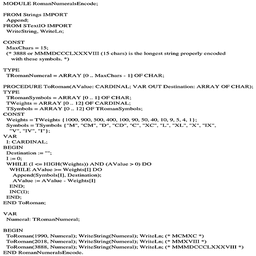 MODULE RomanNumeralsEncode;
FROM Strings IMPORT
Append;
FROM STextIO IMPORT
WriteString, WriteLn;
CONST
MaxChars = 15;
(* 3888 or MMMDCCCLXXXVIII (15 chars) is the longest string properly encoded
with these symbols. *)
TYPE
TRomanNumeral = ARRAY [0 .. MaxChars - 1] OF CHAR;
PROCEDURE ToRoman(AValue: CARDINAL; VAR OUT Destination: ARRAY OF CHAR);
TYPE
TRomanSymbols = ARRAY [0 .. 1] OF CHAR;
TWeights = ARRAY [0 .. 12] OF CARDINAL;
TSymbols = ARRAY [0 .. 12] OF TRomanSymbols;
CONST
Weights = TWeights {1000, 900, 500, 400, 100, 90, 50, 40, 10, 9, 5, 4, 1};
Symbols = TSymbols {"M", "CM", "D", "CD", "C", "XC", "L", "XL", "X", "IX",
"V", "IV", "I"};
VAR
I: CARDINAL;
BEGIN
Destination := "";
I := 0;
WHILE (I <= HIGH(Weights)) AND (AValue > 0) DO
WHILE AValue >= Weights[I] DO
Append(Symbols[I], Destination);
AValue := AValue - Weights[I]
END;
INC(I);
END;
END ToRoman;
VAR
Numeral: TRomanNumeral;
BEGIN
ToRoman(1990, Numeral); WriteString(Numeral); WriteLn; (* MCMXC *)
ToRoman(2018, Numeral); WriteString(Numeral); WriteLn; (* MMXVIII *)
ToRoman(3888, Numeral); WriteString(Numeral); WriteLn; (* MMMDCCCLXXXVIII *)
END RomanNumeralsEncode.